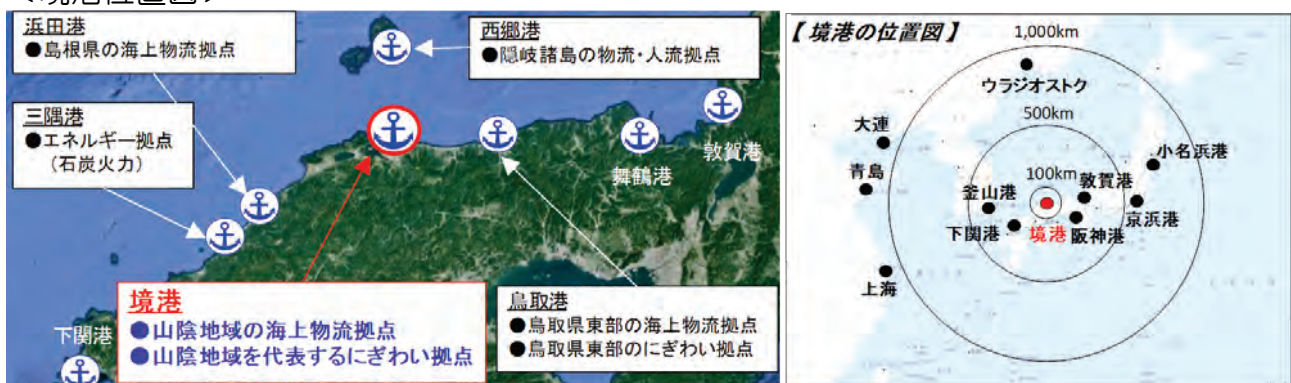 浜田港
●島根県の海上物流拠点
西郷港
●隠岐諸島の物流・人流拠点
三隅港
●エネルギー拠点
（石炭火力）
敦賀港
舞鶴港
下関港
境港
●山陰地域の海上物流拠点
●山陰地域を代表するにぎわい拠点
鳥取港
●鳥取県東部の海上物流拠点
●鳥取県東部のにぎわい拠点
【境港の位置図】
1,000km
ウラジオストク
500km
大連
小名浜港
青島
100km
敦賀港
釜山港
京浜港
下関港
境港
阪神港
上海